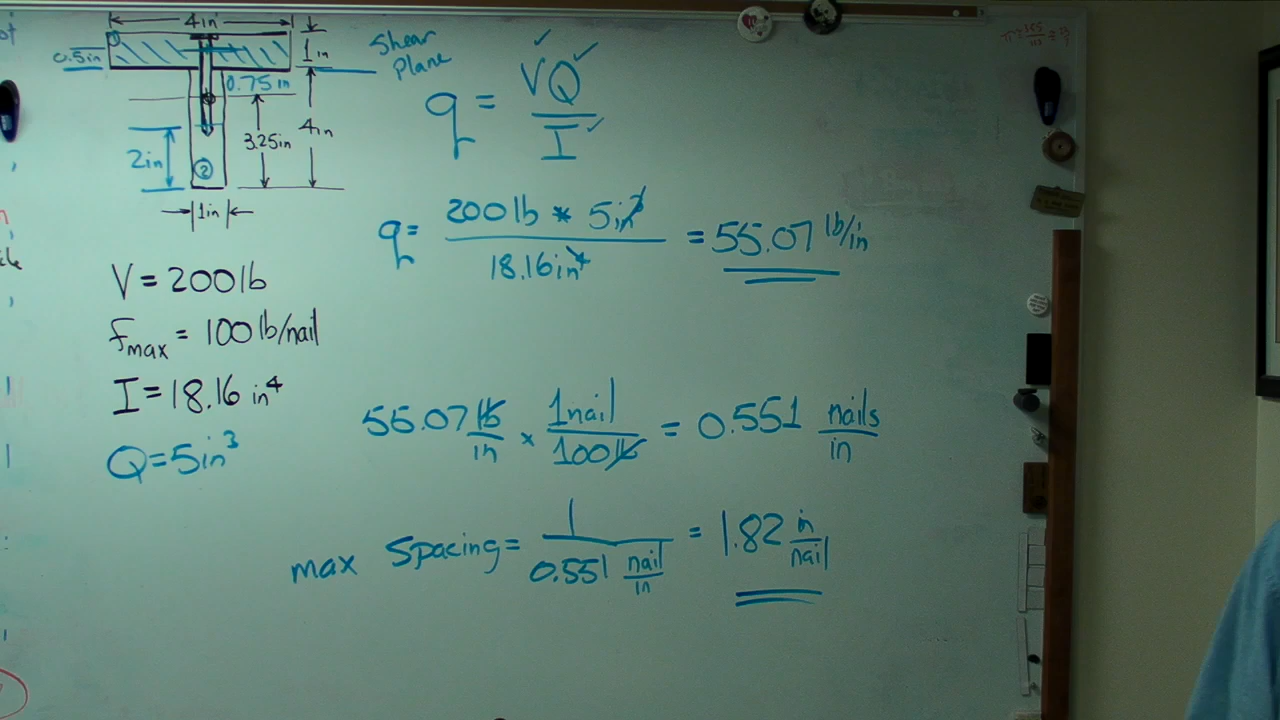 4in
0.5in
1in
Shear
Plane
0.75in
3.25in
4in
2in
2
1in
q = VQ / I
q = 200lb * 5in³ / 18.16in⁴ = 55.07 lb/in
V = 200lb
fmax = 100lb/nail
I = 18.16 in⁴
Q = 5in³
55.07 lb/in × 1nail / 100lb = 0.551 nails/in
max spacing = 1 / 0.551 nail/in = 1.82 in/nail